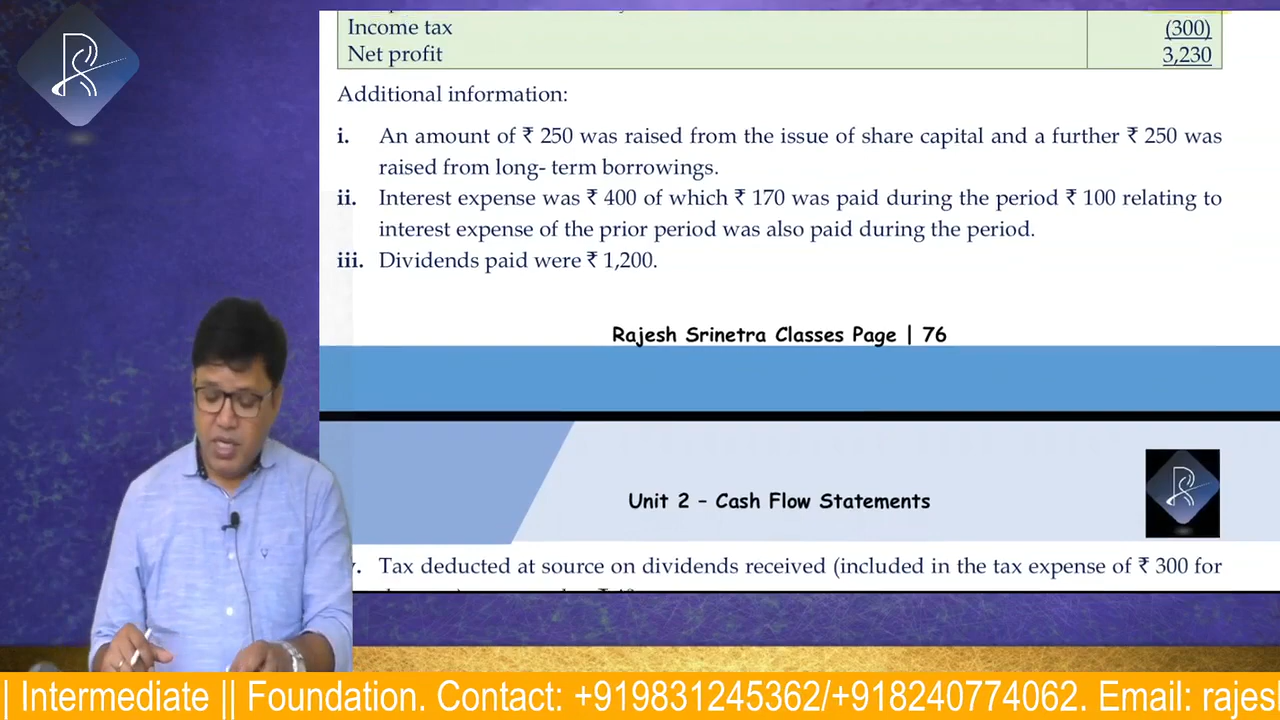 Income tax (300)
Net profit 3,230
Additional information:
i. An amount of ₹ 250 was raised from the issue of share capital and a further ₹ 250 was
raised from long- term borrowings.
ii. Interest expense was ₹ 400 of which ₹ 170 was paid during the period ₹ 100 relating to
interest expense of the prior period was also paid during the period.
iii. Dividends paid were ₹ 1,200.
Rajesh Srinetra Classes Page | 76
Unit 2 – Cash Flow Statements
v. Tax deducted at source on dividends received (included in the tax expense of ₹ 300 for
| Intermediate || Foundation. Contact: +919831245362/+918240774062. Email: rajes